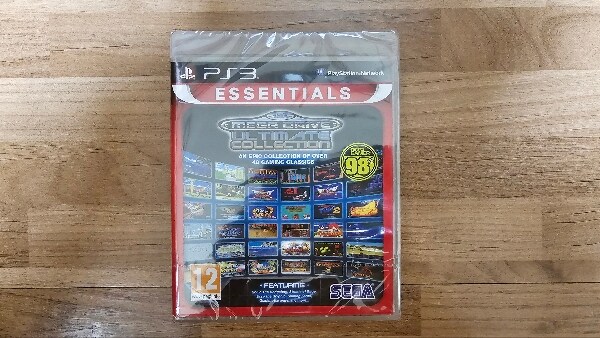 PS3
PlayStation Network
ESSENTIALS
MEGA DRIVE
ULTIMATE
COLLECTION
AN EPIC COLLECTION OF OVER
40 GAMING CLASSICS
98
12
FEATURING
SEGA